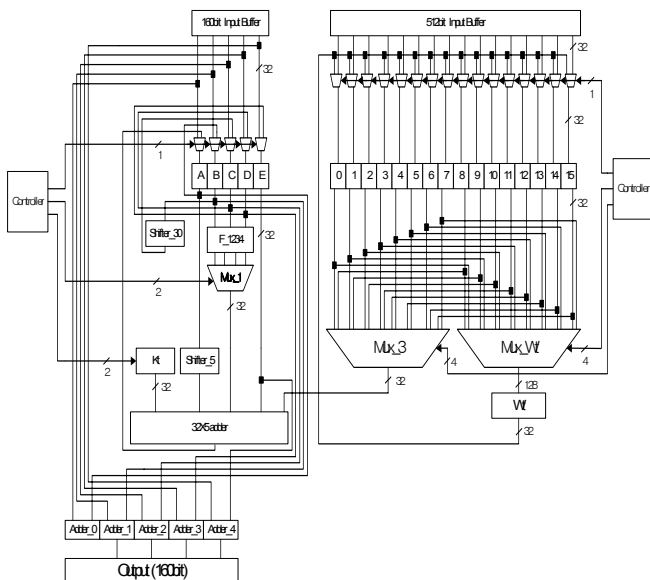 160bit Input Buffer
512bit Input Buffer
32
32
1
1
32
A B C D E
0 1 2 3 4 5 6 7 8 9 10 11 12 13 14 15
Controller
Controller
32
32
Shifter_30
F_1234
Mux_1
2
32
Mux_3
Mux_Wt
4
4
2
Kt
Shifter_5
32
32
128
Wt
32X5 adder
32
Adder_0 Adder_1 Adder_2 Adder_3 Adder_4
Output (160bit)